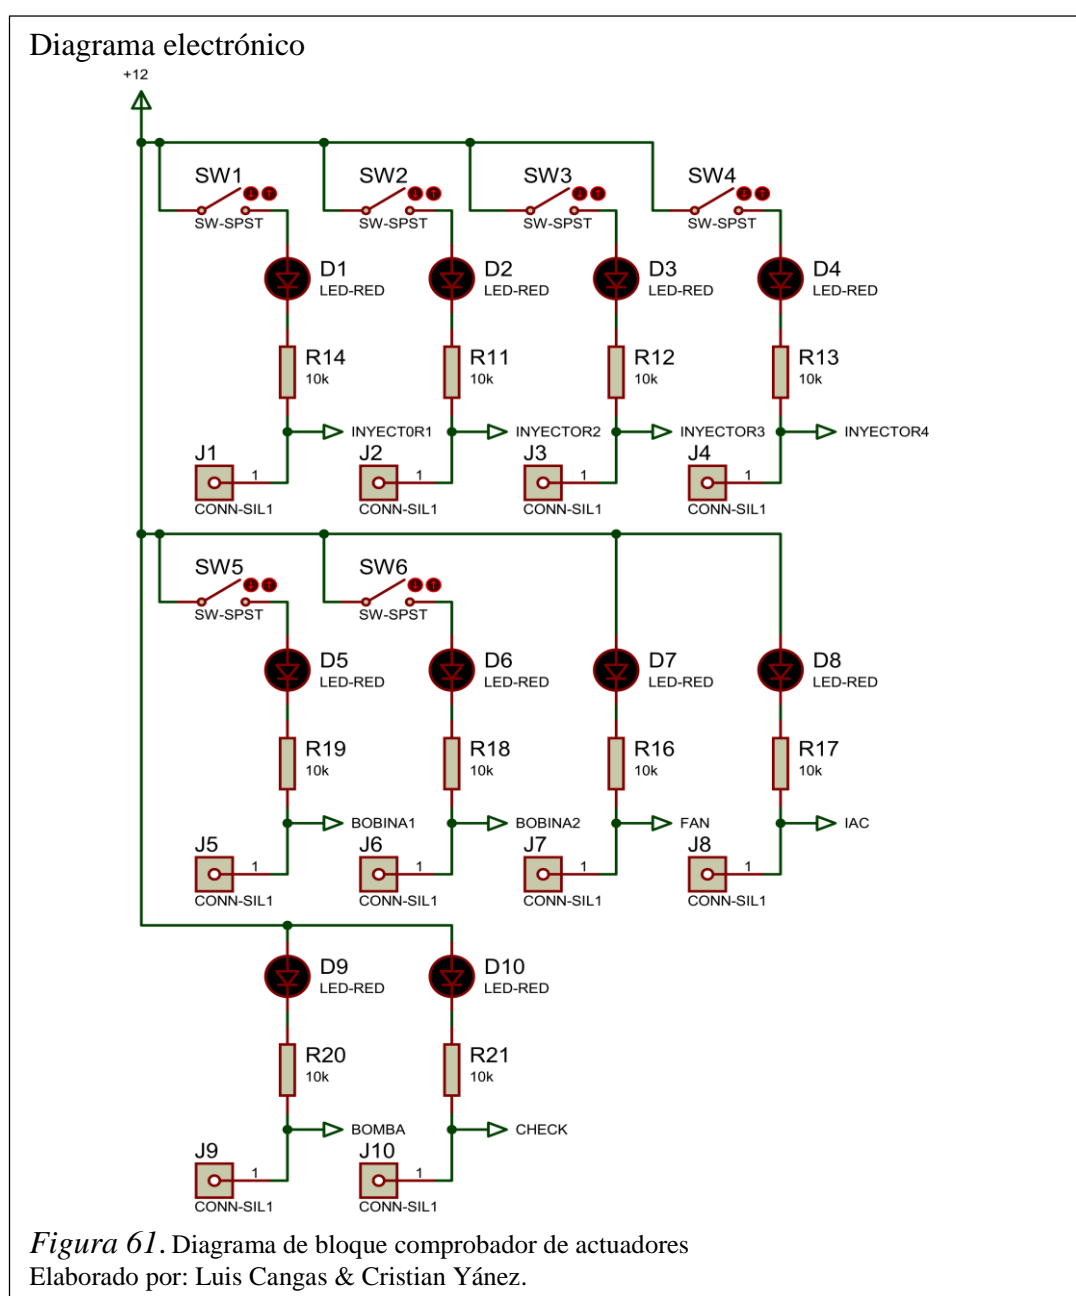 Diagrama electrónico
+12
SW1 SW2 SW3 SW4
SW-SPST SW-SPST SW-SPST SW-SPST
D1 D2 D3 D4
LED-RED LED-RED LED-RED LED-RED
R14 R11 R12 R13
10k 10k 10k 10k
INYECT0R1 INYECTOR2 INYECTOR3 INYECTOR4
J1 J2 J3 J4
1 1 1 1
CONN-SIL1 CONN-SIL1 CONN-SIL1 CONN-SIL1
SW5 SW6
SW-SPST SW-SPST
D5 D6 D7 D8
LED-RED LED-RED LED-RED LED-RED
R19 R18 R16 R17
10k 10k 10k 10k
BOBINA1 BOBINA2 FAN IAC
J5 J6 J7 J8
1 1 1 1
CONN-SIL1 CONN-SIL1 CONN-SIL1 CONN-SIL1
D9 D10
LED-RED LED-RED
R20 R21
10k 10k
BOMBA CHECK
J9 J10
1 1
CONN-SIL1 CONN-SIL1
Figura 61. Diagrama de bloque comprobador de actuadores
Elaborado por: Luis Cangas & Cristian Yánez.